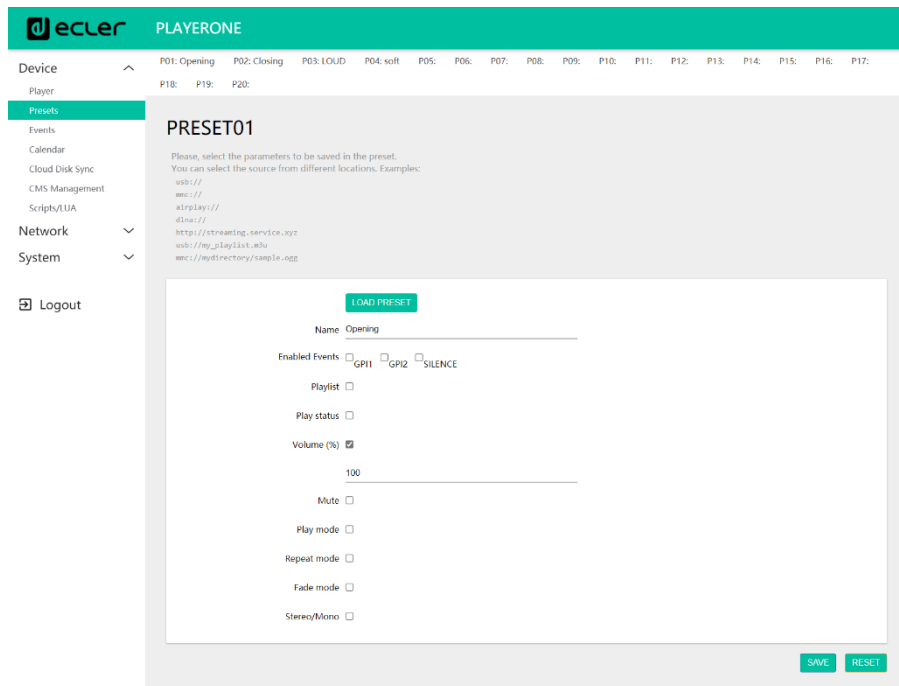 ecler PLAYERONE
P01: Opening P02: Closing P03: LOUD P04: soft P05: P06: P07: P08: P09: P10: P11: P12: P13: P14: P15: P16: P17:
P18: P19: P20:
Device
Player
Presets
Events
Calendar
Cloud Disk Sync
CMS Management
Scripts/LUA
Network
System
Logout
PRESET01
Please, select the parameters to be saved in the preset.
You can select the source from different locations. Examples:
usb://
mmc://
airplay://
dlna://
http://streaming.service.xyz
usb://my_playlist.m3u
mmc://mydirectory/sample.ogg
LOAD PRESET
Name Opening
Enabled Events GPI1 GPI2 SILENCE
Playlist
Play status
Volume (%)
100
Mute
Play mode
Repeat mode
Fade mode
Stereo/Mono
SAVE RESET